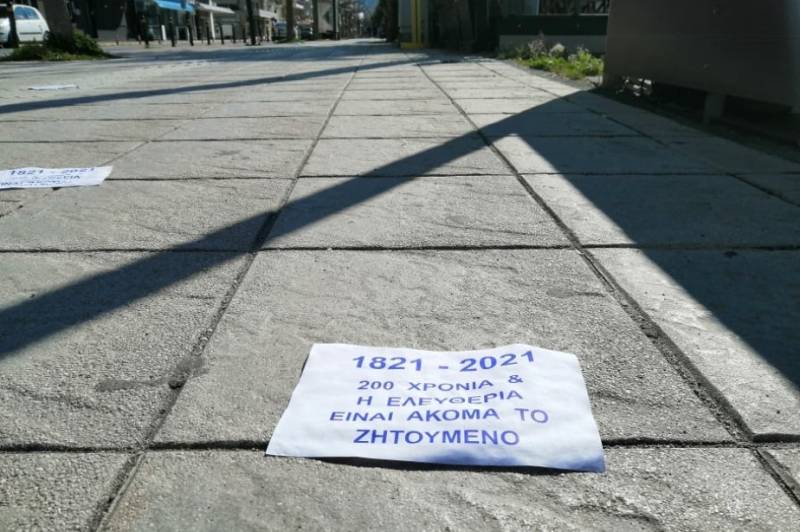 1821 - 2021
200 ΧΡΟΝΙΑ &
Η ΕΛΕΥΘΕΡΙΑ
ΕΙΝΑΙ ΑΚΟΜΑ ΤΟ
ΖΗΤΟΥΜΕΝΟ
1821 - 2021